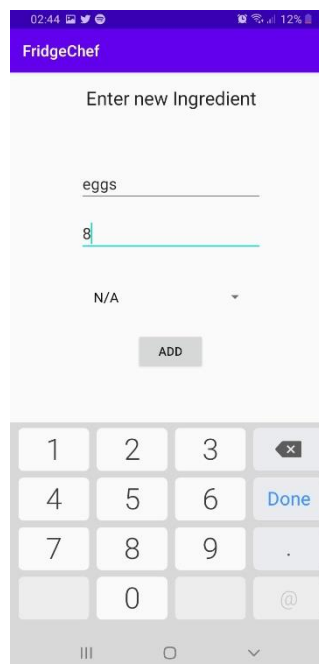 02:44 12%
FridgeChef
Enter new Ingredient
eggs
8
N/A
ADD
1 2 3
4 5 6 Done
7 8 9 .
0 @